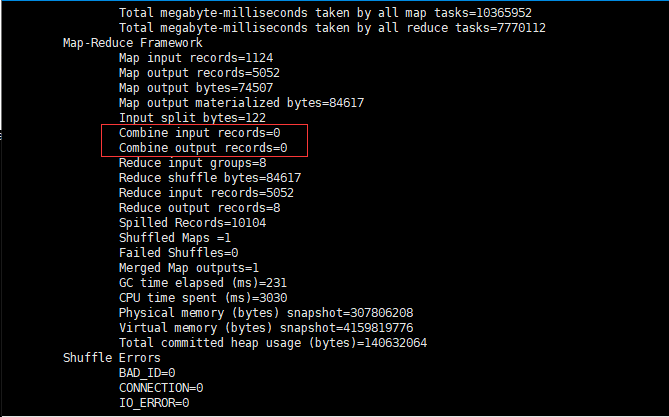 Total megabyte-milliseconds taken by all map tasks=10365952
Total megabyte-milliseconds taken by all reduce tasks=7770112
Map-Reduce Framework
Map input records=1124
Map output records=5052
Map output bytes=74507
Map output materialized bytes=84617
Input split bytes=122
Combine input records=0
Combine output records=0
Reduce input groups=8
Reduce shuffle bytes=84617
Reduce input records=5052
Reduce output records=8
Spilled Records=10104
Shuffled Maps =1
Failed Shuffles=0
Merged Map outputs=1
GC time elapsed (ms)=231
CPU time spent (ms)=3030
Physical memory (bytes) snapshot=307806208
Virtual memory (bytes) snapshot=4159819776
Total committed heap usage (bytes)=140632064
Shuffle Errors
BAD_ID=0
CONNECTION=0
IO_ERROR=0